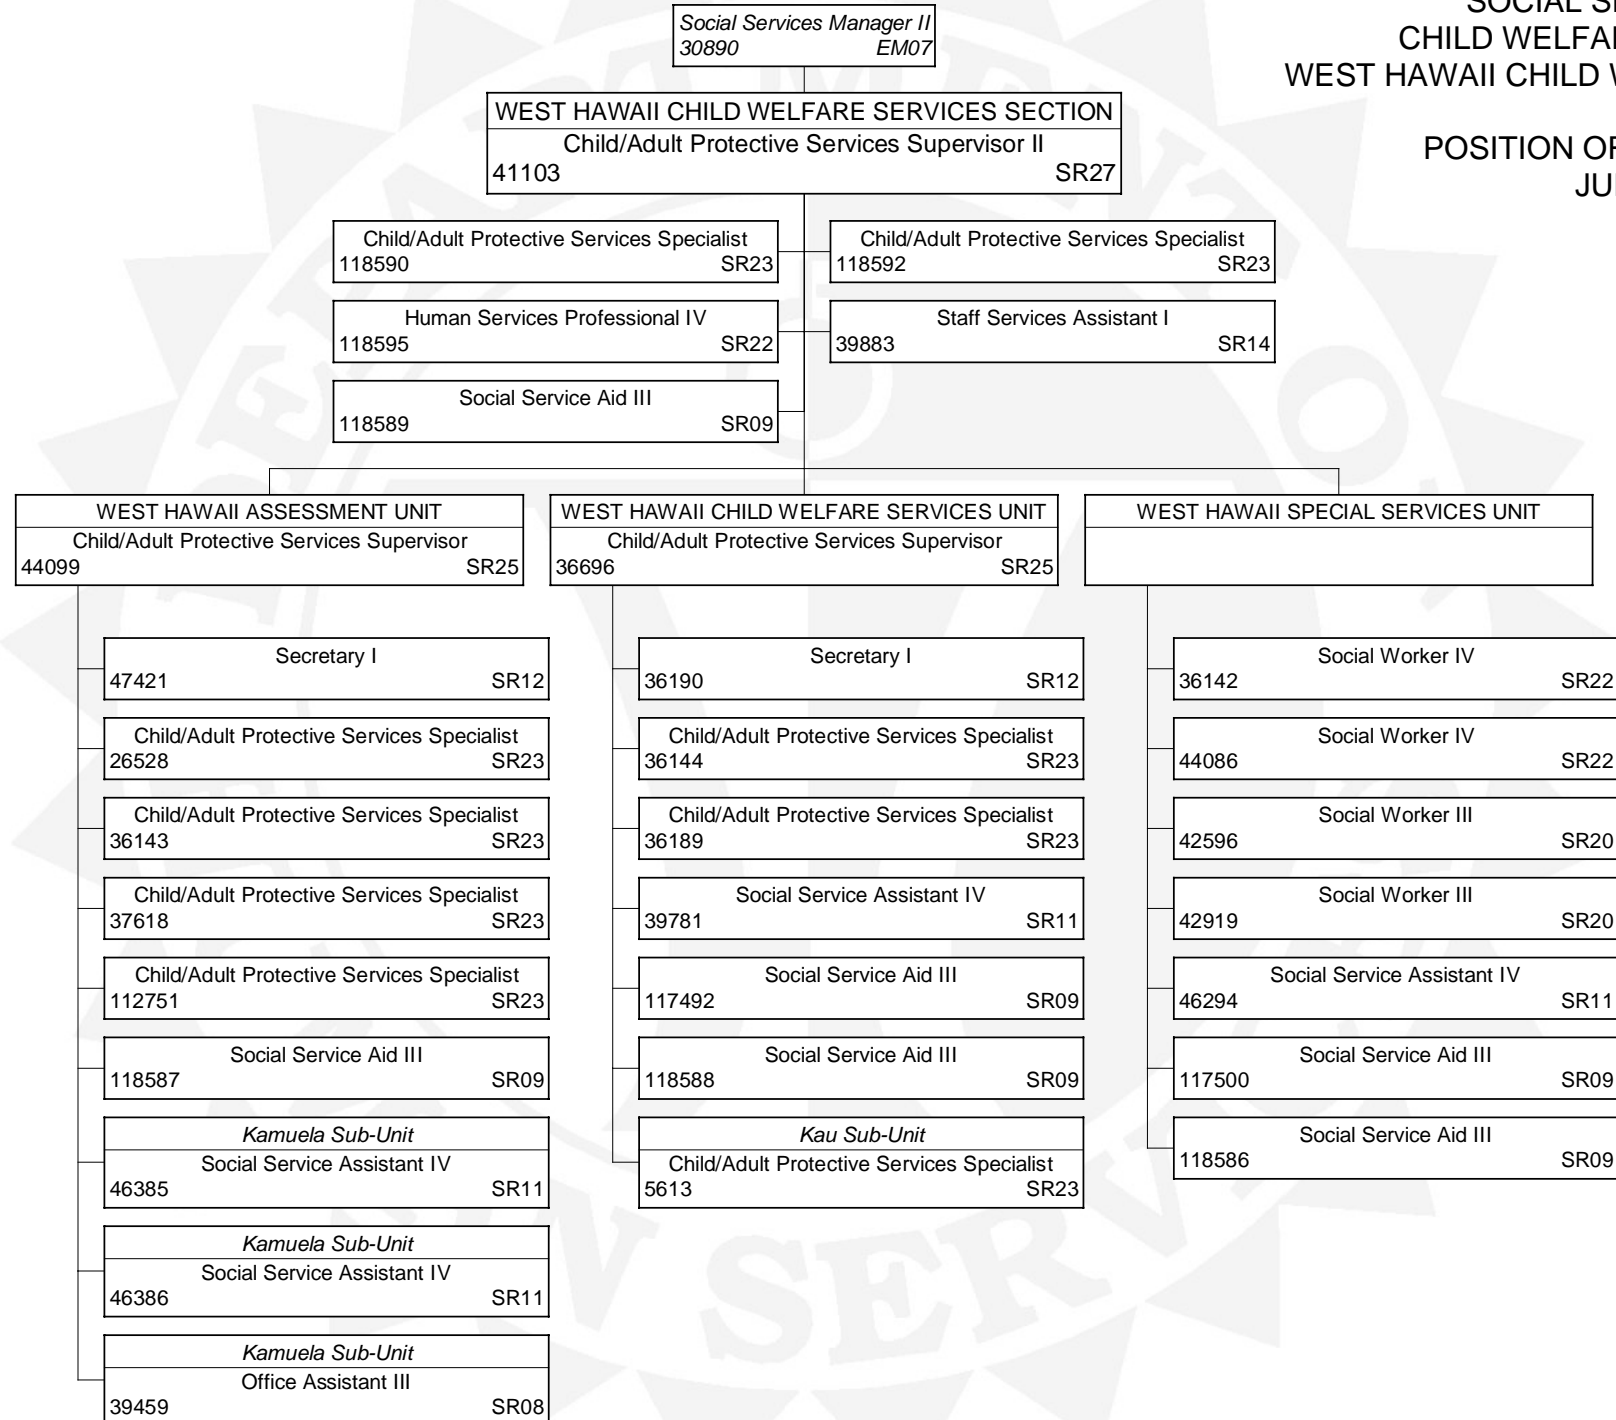 Social Services Manager II
30890 EM07
SOCIAL
CHILD
WEST HAWAII CHILD
POSITION
WEST HAWAII CHILD WELFARE SERVICES SECTION
Child/Adult Protective Services Supervisor II
41103 SR27
Child/Adult Protective Services Specialist
118590 SR23
Child/Adult Protective Services Specialist
118592 SR23
Human Services Professional IV
118595 SR22
Staff Services Assistant I
39883 SR14
Social Service Aid III
118589 SR09
WEST HAWAII ASSESSMENT UNIT
Child/Adult Protective Services Supervisor
44099 SR25
Secretary I
47421 SR12
Child/Adult Protective Services Specialist
26528 SR23
Child/Adult Protective Services Specialist
36143 SR23
Child/Adult Protective Services Specialist
37618 SR23
Child/Adult Protective Services Specialist
112751 SR23
Social Service Aid III
118587 SR09
Kamuela Sub-Unit
Social Service Assistant IV
46385 SR11
Kamuela Sub-Unit
Social Service Assistant IV
46386 SR11
Kamuela Sub-Unit
Office Assistant III
39459 SR08
WEST HAWAII CHILD WELFARE SERVICES UNIT
Child/Adult Protective Services Supervisor
36696 SR25
Secretary I
36190 SR12
Child/Adult Protective Services Specialist
36144 SR23
Child/Adult Protective Services Specialist
36189 SR23
Social Service Assistant IV
39781 SR11
Social Service Aid III
117492 SR09
Social Service Aid III
118588 SR09
Kau Sub-Unit
Child/Adult Protective Services Specialist
5613 SR23
WEST HAWAII SPECIAL SERVICES UNIT
Social Worker IV
36142 SR22
Social Worker IV
44086 SR22
Social Worker III
42596 SR20
Social Worker III
42919 SR20
Social Service Assistant IV
46294 SR11
Social Service Aid III
117500 SR09
Social Service Aid III
118586 SR09